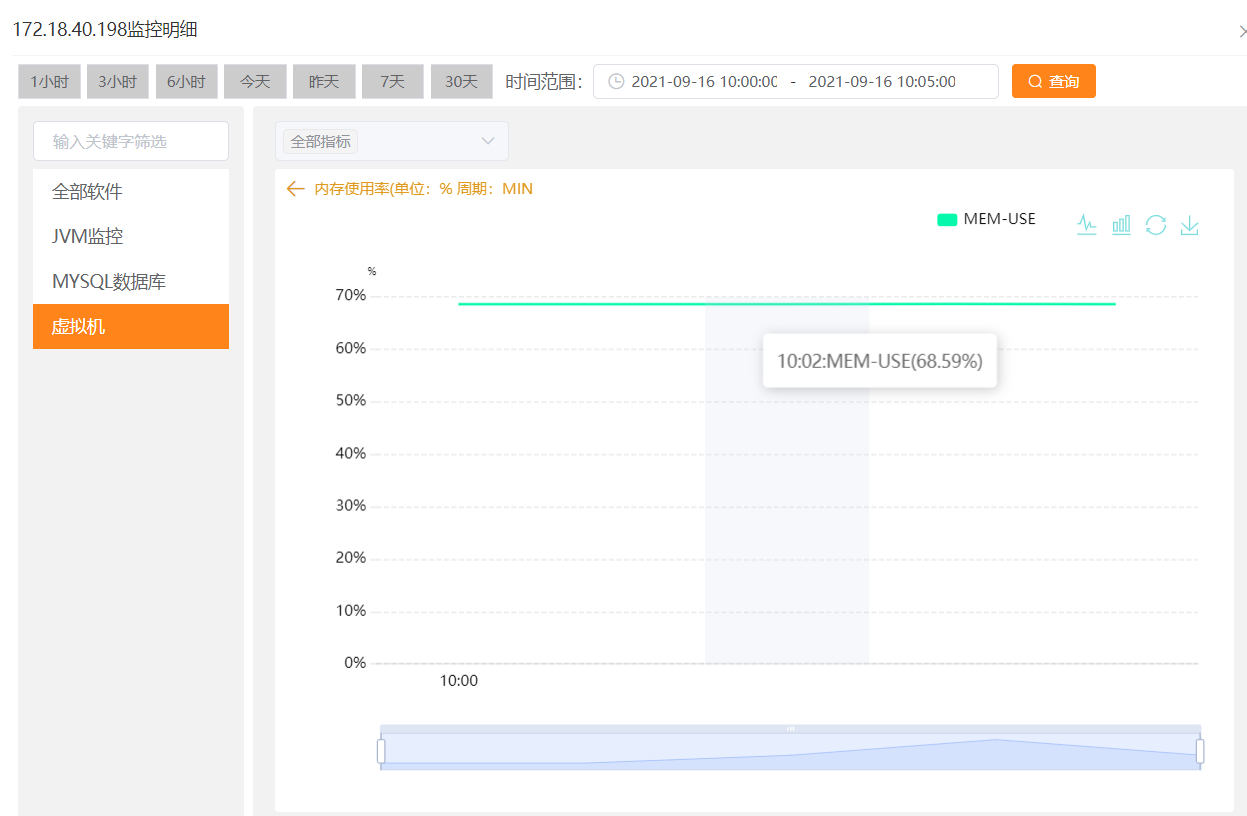 172.18.40.198监控明细
1小时 3小时 6小时 今天 昨天 7天 30天 时间范围： 2021-09-16 10:00:00 - 2021-09-16 10:05:00 查询
输入关键字筛选
全部指标
全部软件
JVM监控
MYSQL数据库
虚拟机
内存使用率(单位：% 周期：MIN
MEM-USE
%
70%
60%
10:02:MEM-USE(68.59%)
50%
40%
30%
20%
10%
0%
10:00